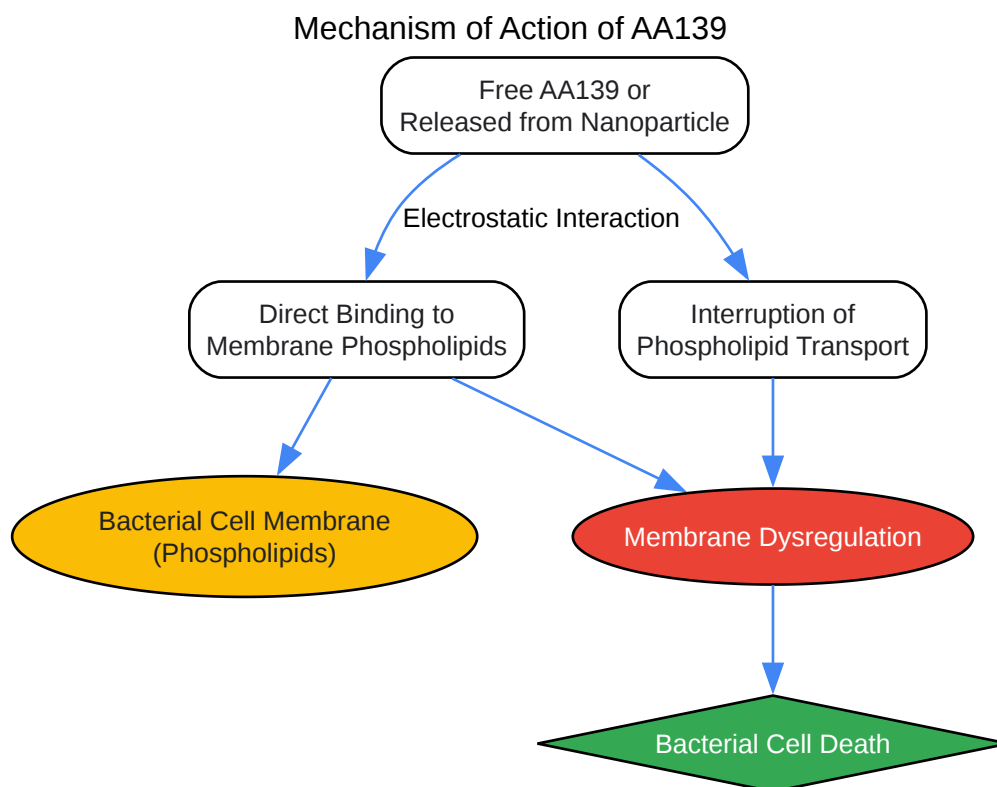 Mechanism of Action of AA139
Free AA139 or
Released from Nanoparticle
Electrostatic Interaction
Direct Binding to
Membrane Phospholipids
Interruption of
Phospholipid Transport
Bacterial Cell Membrane
(Phospholipids)
Membrane Dysregulation
Bacterial Cell Death